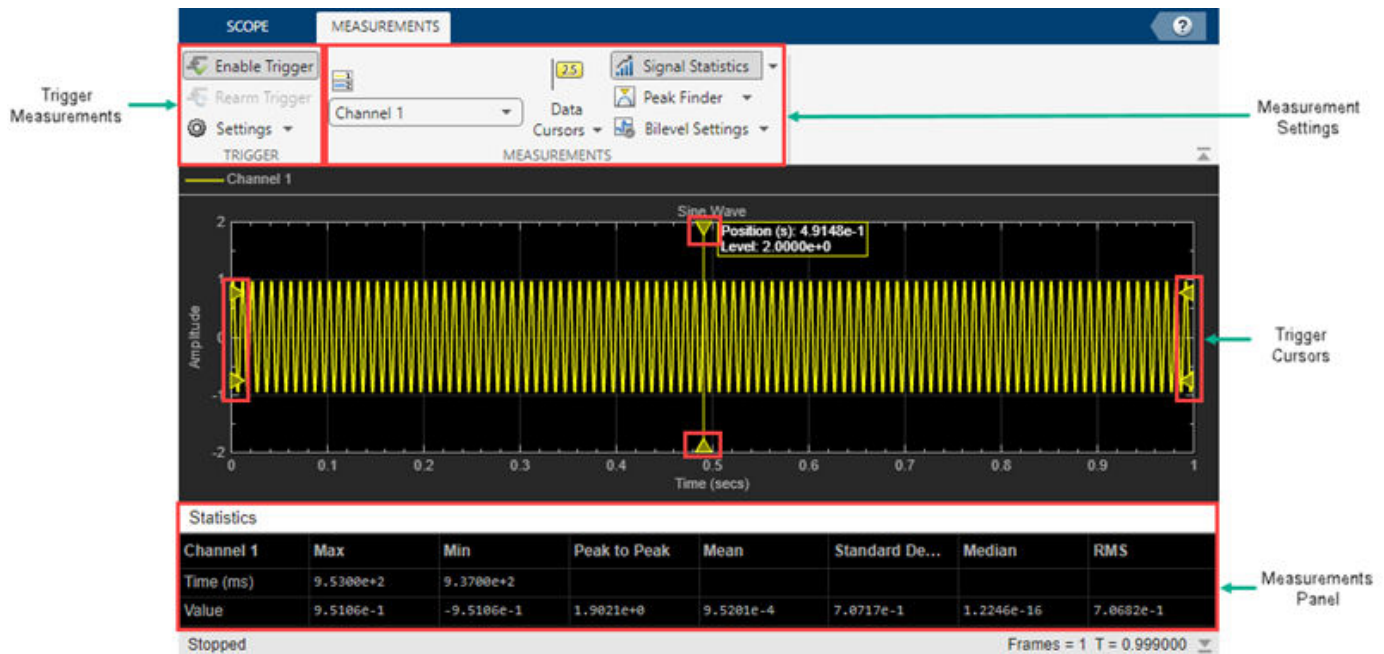 SCOPE MEASUREMENTS ?
Enable Trigger
Rearm Trigger
Settings
TRIGGER
Channel 1
2.5
Data
Cursors
Signal Statistics
Peak Finder
Bilevel Settings
MEASUREMENTS
Trigger
Measurements
Measurement
Settings
Channel 1
Sine Wave
Position (s): 4.9148e-1
Level: 2.0000e+0
2
1
0
-1
-2
Amplitude
0 0.1 0.2 0.3 0.4 0.5 0.6 0.7 0.8 0.9 1
Time (secs)
Trigger
Cursors
Statistics
Channel 1 Max Min Peak to Peak Mean Standard De... Median RMS
Time (ms) 9.5300e+2 9.3700e+2
Value 9.5106e-1 -9.5106e-1 1.9021e+0 9.5201e-4 7.0717e-1 1.2246e-16 7.0682e-1
Measurements
Panel
Stopped Frames = 1 T = 0.999000